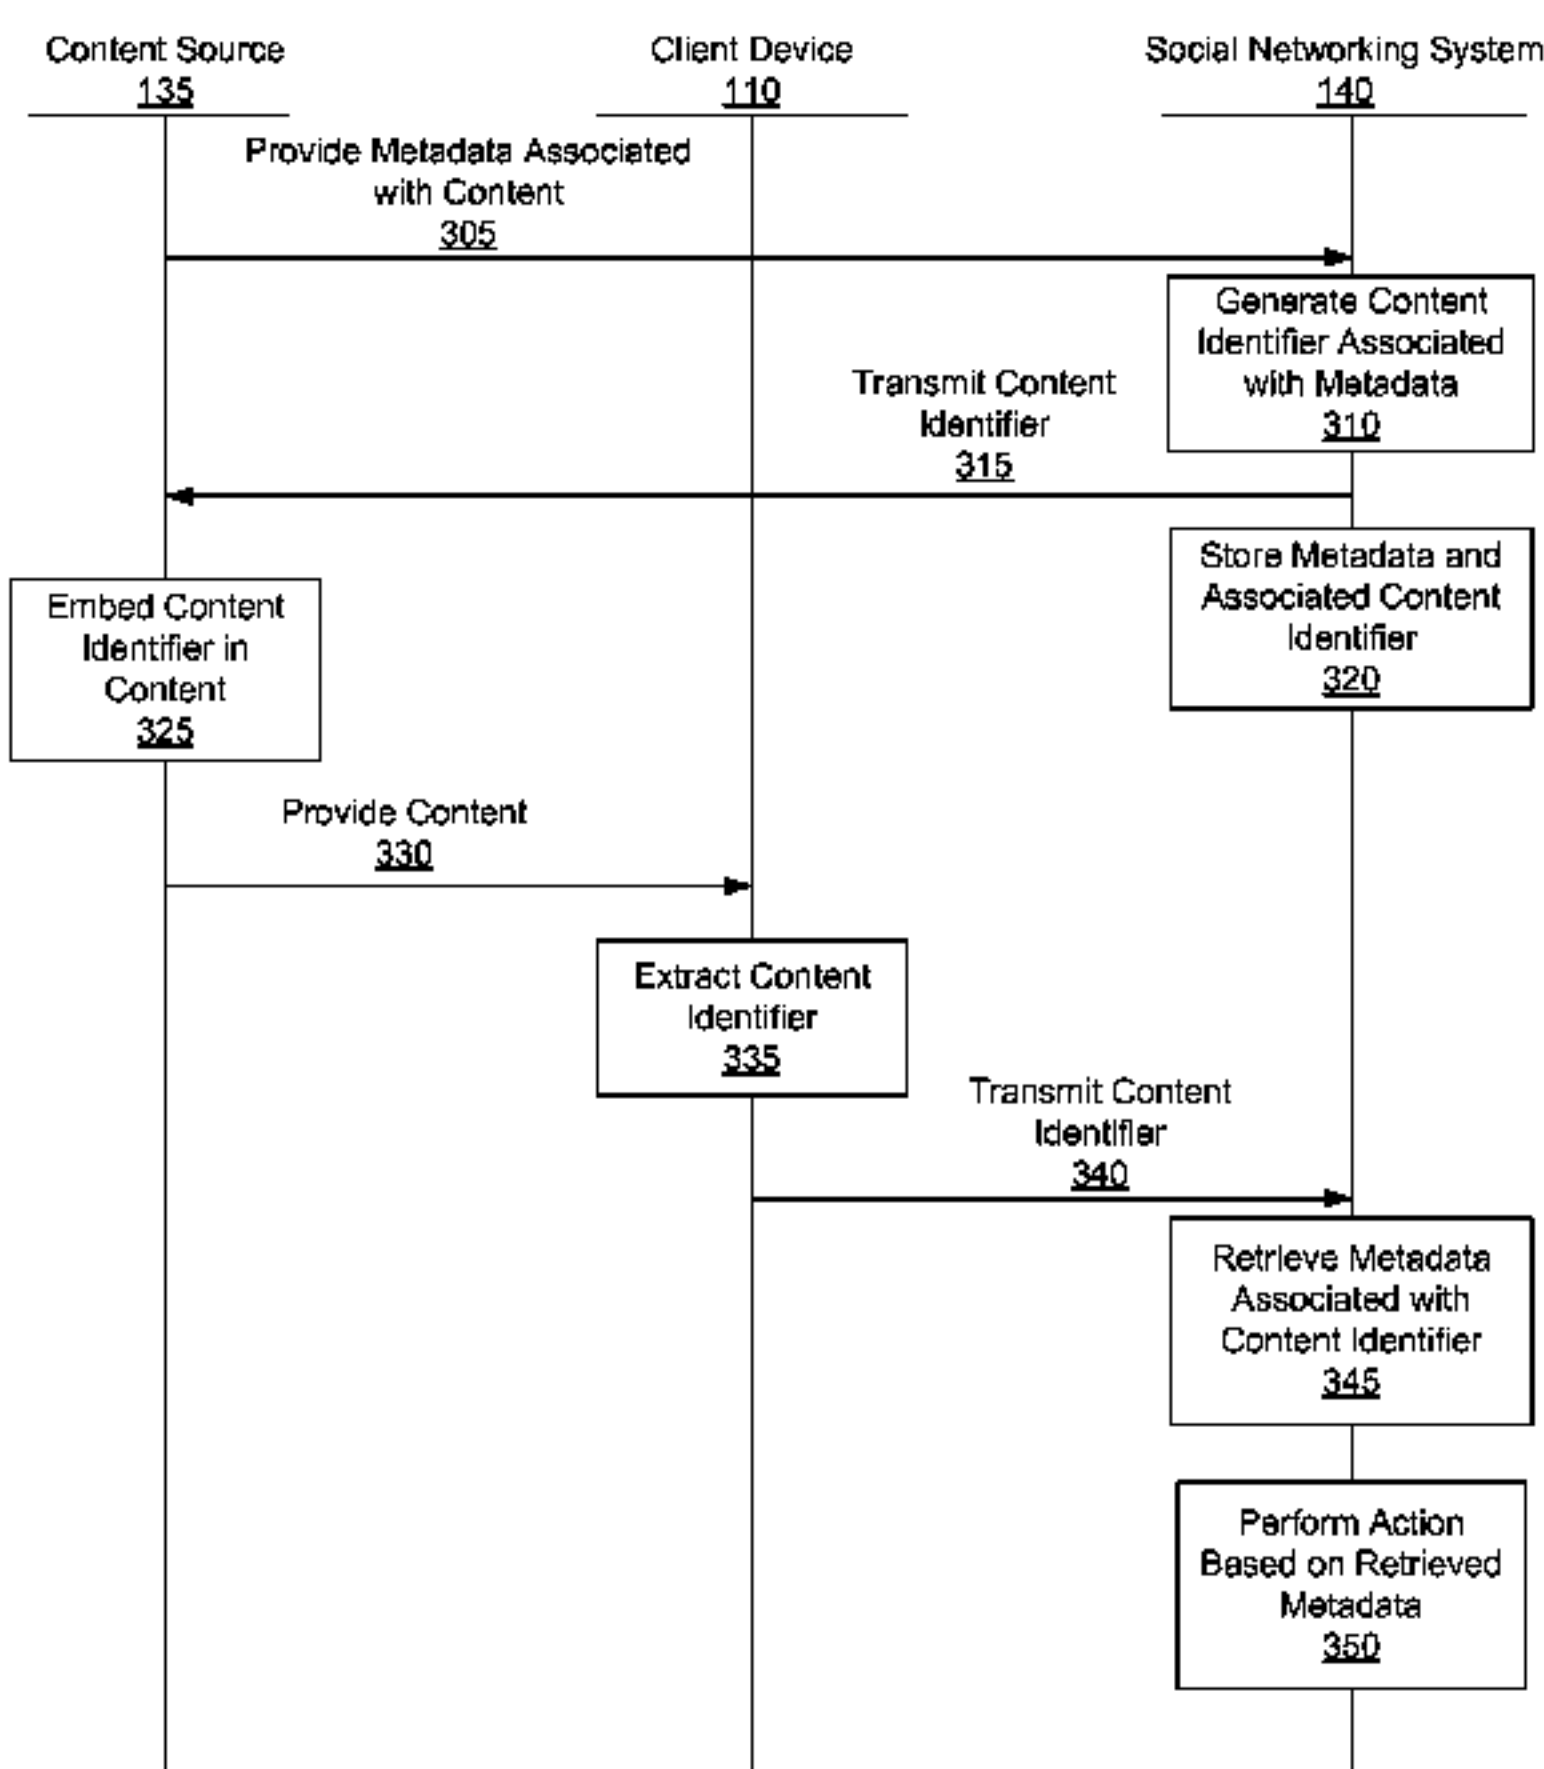 Content Source
135
Client Device
110
Social Networking System
140
Provide Metadata Associated
with Content
305
Generate Content
Identifier Associated
with Metadata
310
Transmit Content
Identifier
315
Store Metadata and
Associated Content
Identifier
320
Embed Content
Identifier in
Content
325
Provide Content
330
Extract Content
Identifier
335
Transmit Content
Identifier
340
Retrieve Metadata
Associated with
Content Identifier
345
Perform Action
Based on Retrieved
Metadata
350